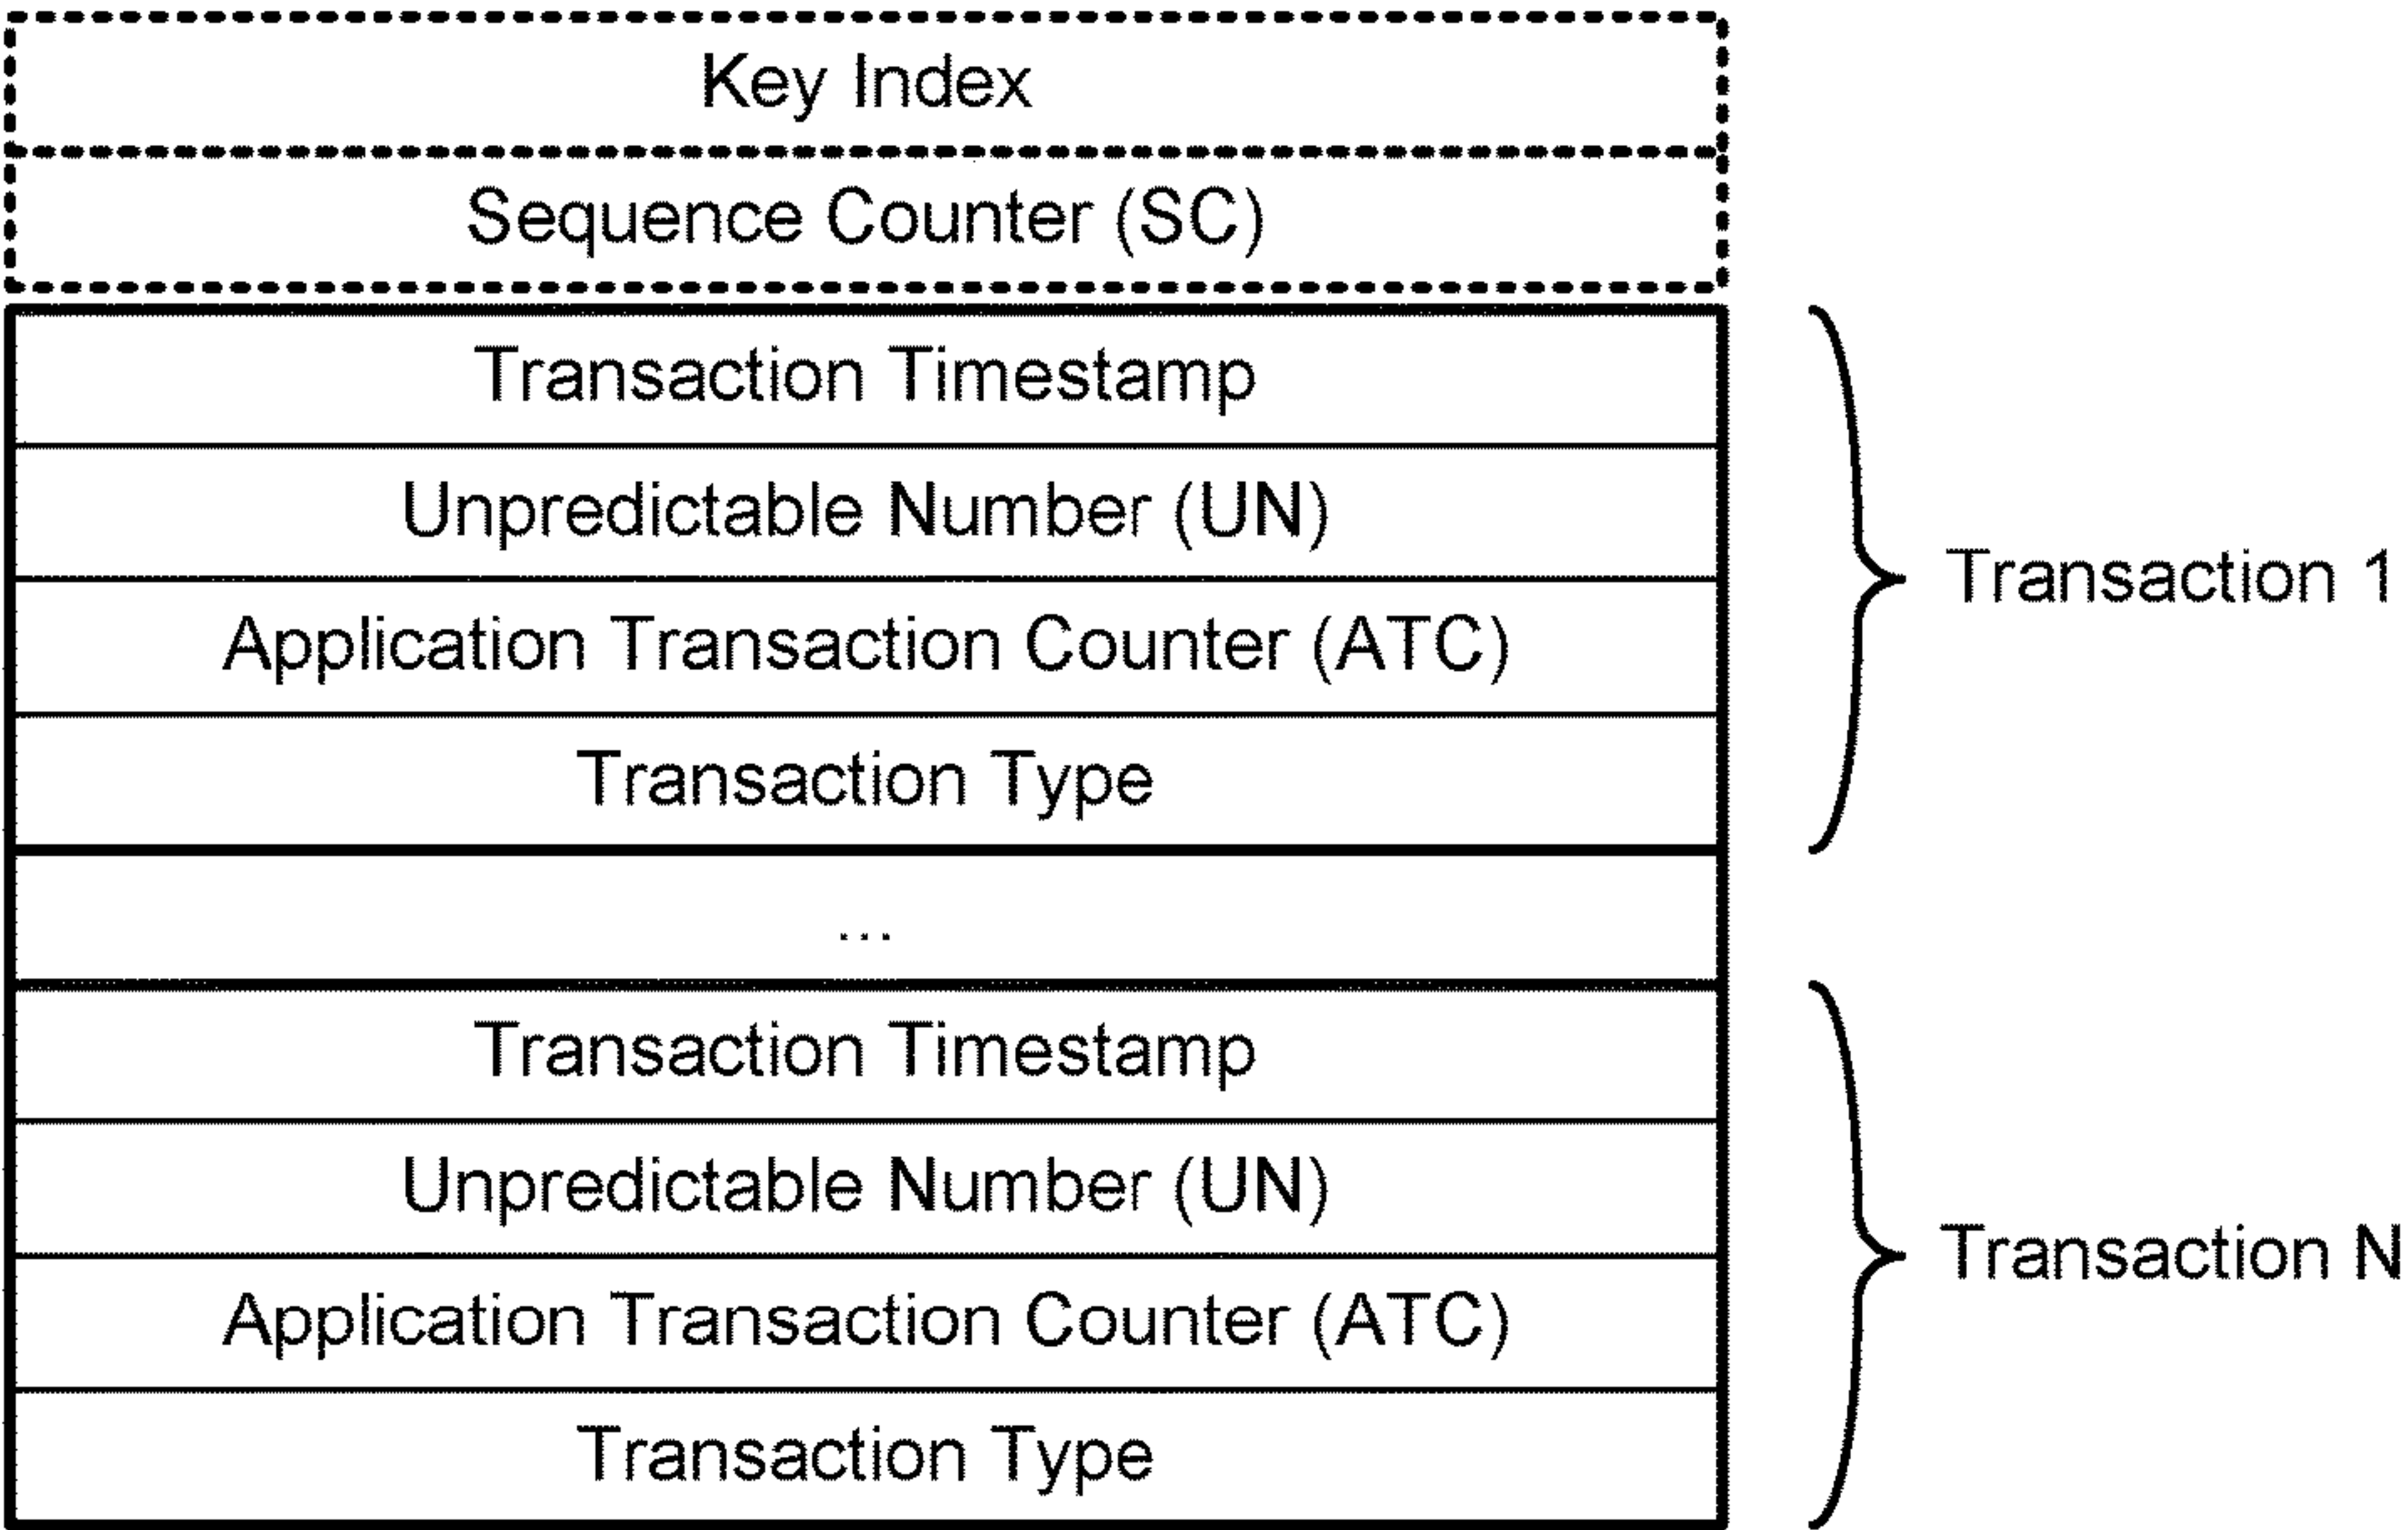 Key Index
Sequence Counter (SC)
Transaction Timestamp
Unpredictable Number (UN)
Application Transaction Counter (ATC)
Transaction Type
Transaction 1
...
Transaction Timestamp
Unpredictable Number (UN)
Application Transaction Counter (ATC)
Transaction Type
Transaction N